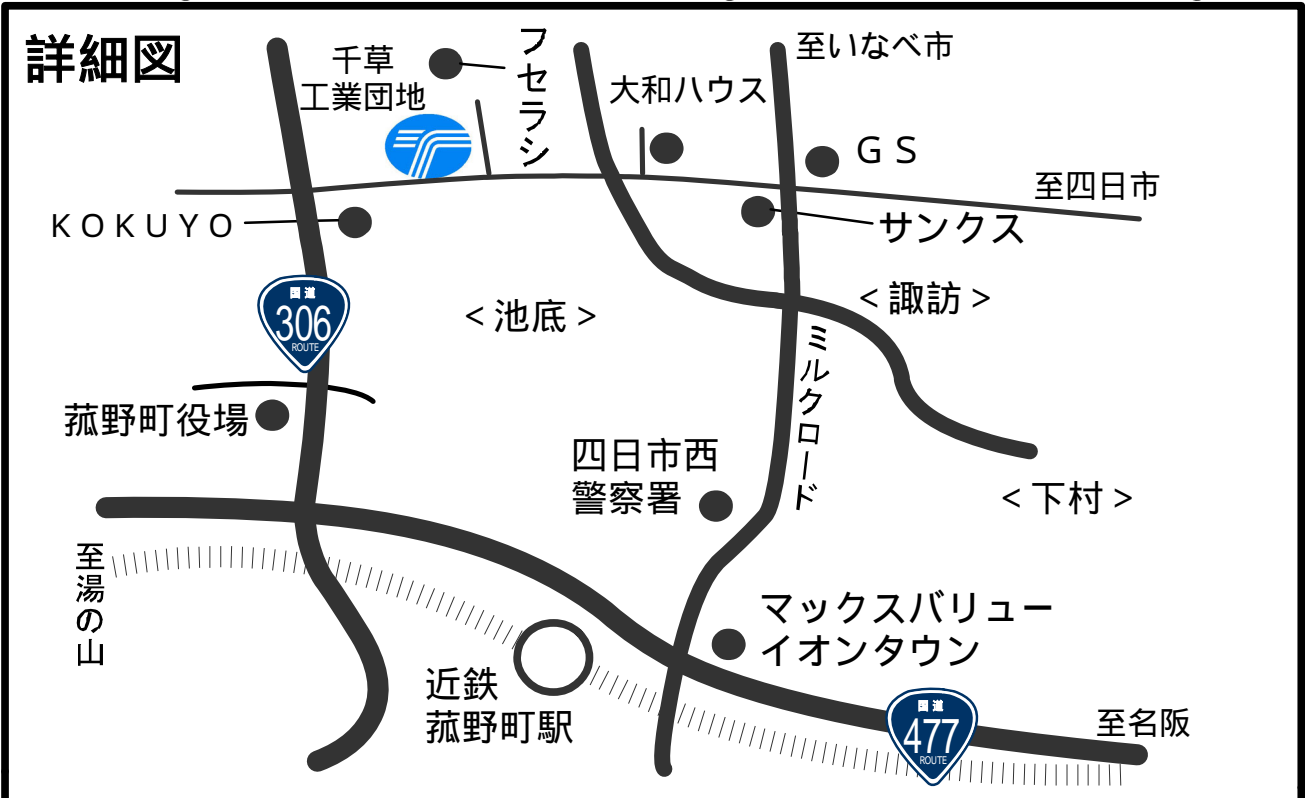 詳細図
千草
工業団地
フセラシ
大和ハウス
至いなべ市
ＧＳ
至四日市
ＫＯＫＵＹＯ
サンクス
国道
306
ROUTE
＜池底＞
＜諏訪＞
ミルクロード
菰野町役場
四日市西
警察署
＜下村＞
至湯の山
マックスバリュー
イオンタウン
近鉄
菰野町駅
国道
477
ROUTE
至名阪